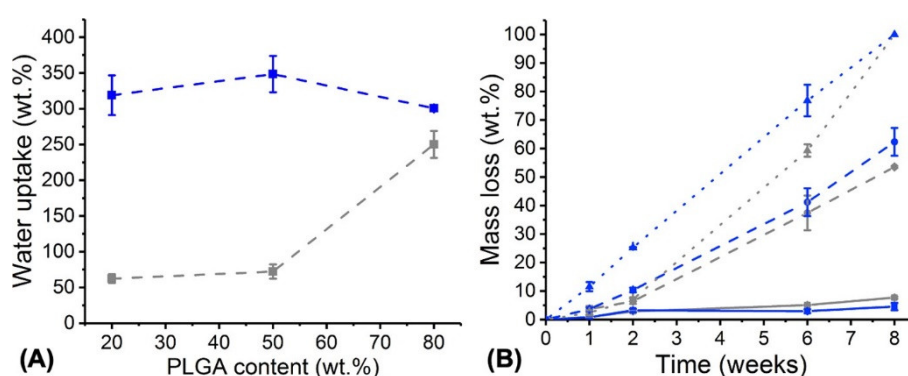 Water uptake (wt.%)
400
350
300
250
200
150
100
50
0
20 30 40 50 60 70 80
PLGA content (wt.%)
(A)
Mass loss (wt.%)
100
90
80
70
60
50
40
30
20
10
0
0 1 2 3 4 5 6 7 8
Time (weeks)
(B)